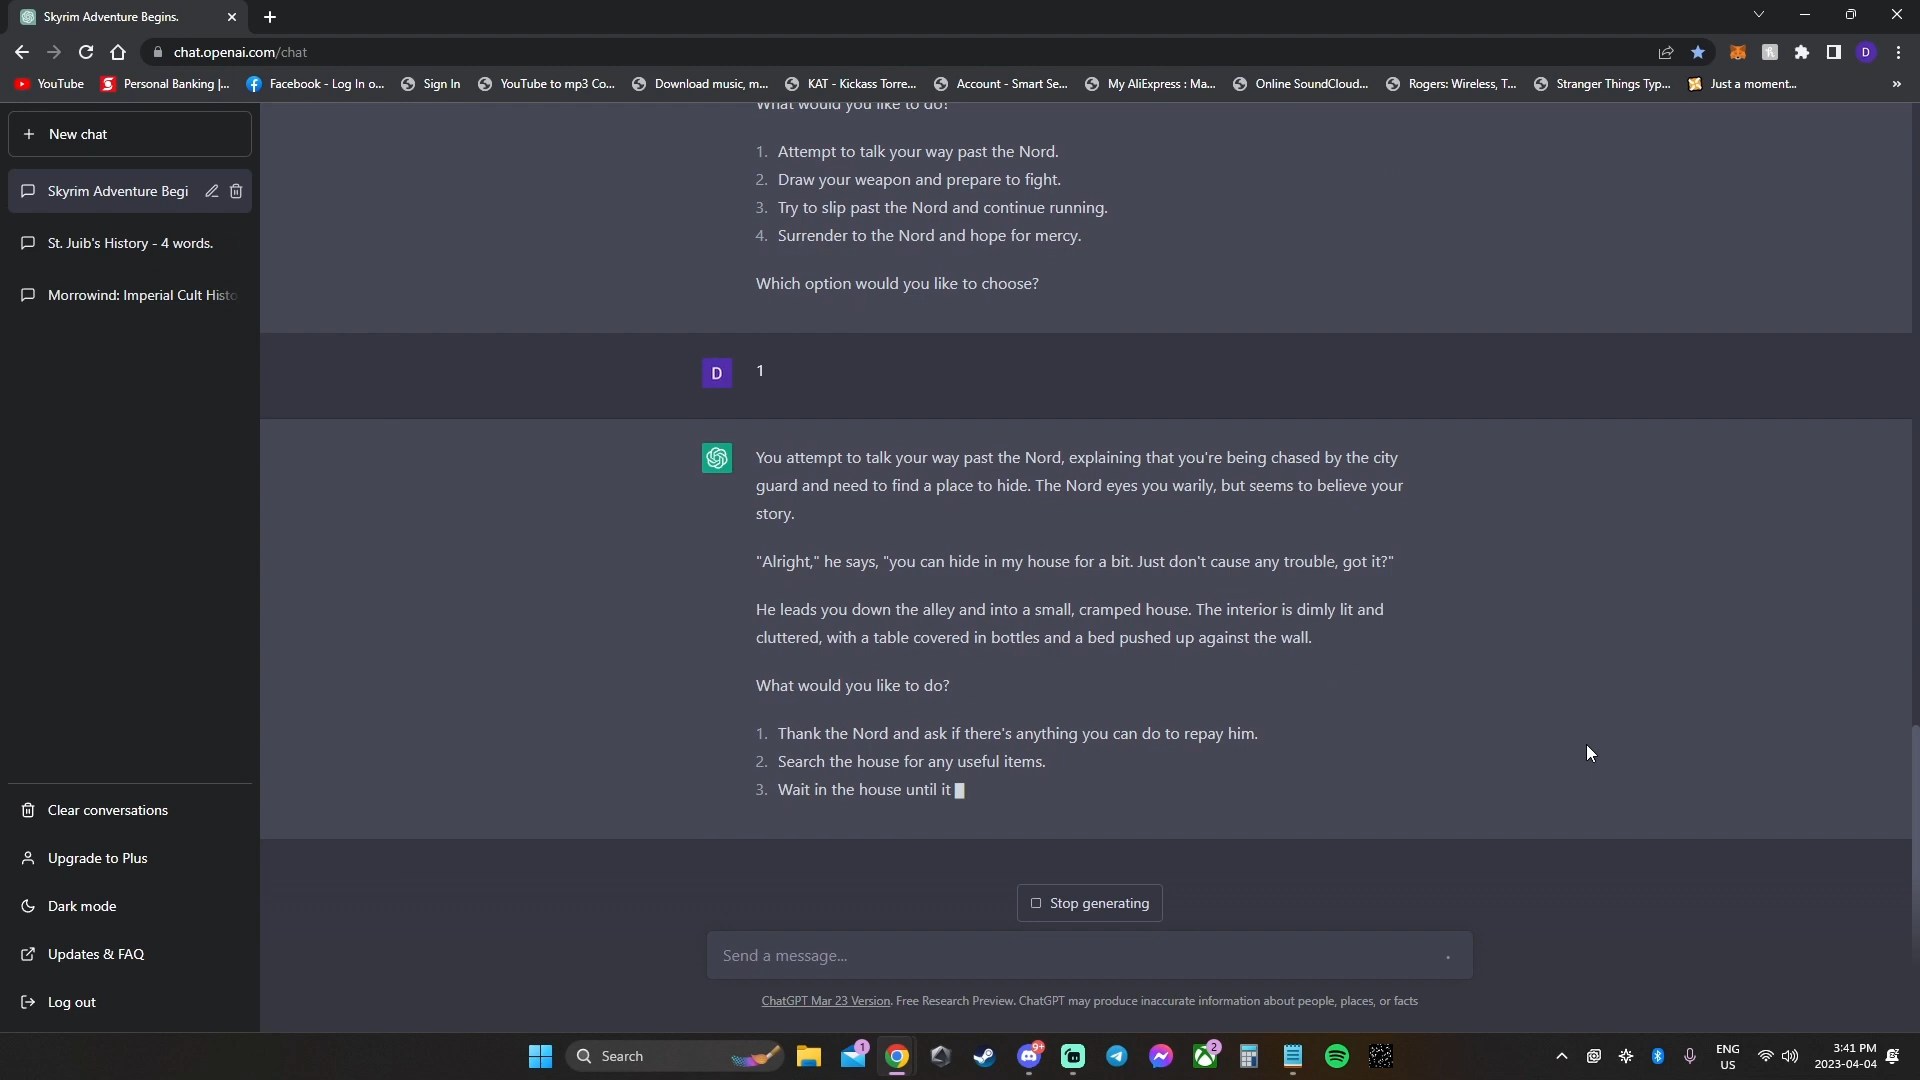 Skyrim Adventure Begins.
chat.openai.com/chat
D
YouTube
Personal Banking |...
Facebook - Log In o...
Sign In
YouTube to mp3 Co...
Download music, m...
KAT - Kickass Torre...
Account - Smart Se...
My AliExpress : Ma...
Online SoundCloud...
Rogers: Wireless, T...
Stranger Things Typ...
Just a moment...
»
New chat
Skyrim Adventure Begi
St. Juib's History - 4 words.
Morrowind: Imperial Cult Histo
Clear conversations
Upgrade to Plus
Dark mode
Updates & FAQ
Log out
What would you like to do?
1. Attempt to talk your way past the Nord.
2. Draw your weapon and prepare to fight.
3. Try to slip past the Nord and continue running.
4. Surrender to the Nord and hope for mercy.
Which option would you like to choose?
D
1
You attempt to talk your way past the Nord, explaining that you're being chased by the city
guard and need to find a place to hide. The Nord eyes you warily, but seems to believe your
story.
"Alright," he says, "you can hide in my house for a bit. Just don't cause any trouble, got it?"
He leads you down the alley and into a small, cramped house. The interior is dimly lit and
cluttered, with a table covered in bottles and a bed pushed up against the wall.
What would you like to do?
1. Thank the Nord and ask if there's anything you can do to repay him.
2. Search the house for any useful items.
3. Wait in the house until it
Stop generating
Send a message...
ChatGPT Mar 23 Version. Free Research Preview. ChatGPT may produce inaccurate information about people, places, or facts
Search
1
9+
2
ENG
US
3:41 PM
2023-04-04